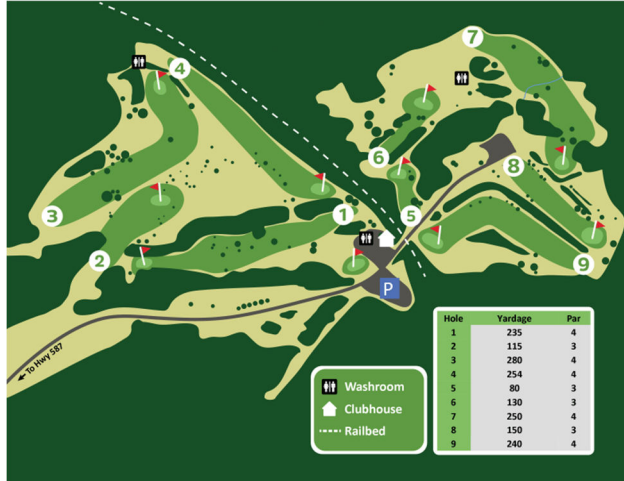 7
4
6
8
3
1
5
2
9
P
To Hwy 587
Washroom
Clubhouse
Railbed
Hole Yardage Par
1 235 4
2 115 3
3 280 4
4 254 4
5 80 3
6 130 3
7 250 4
8 150 3
9 240 4